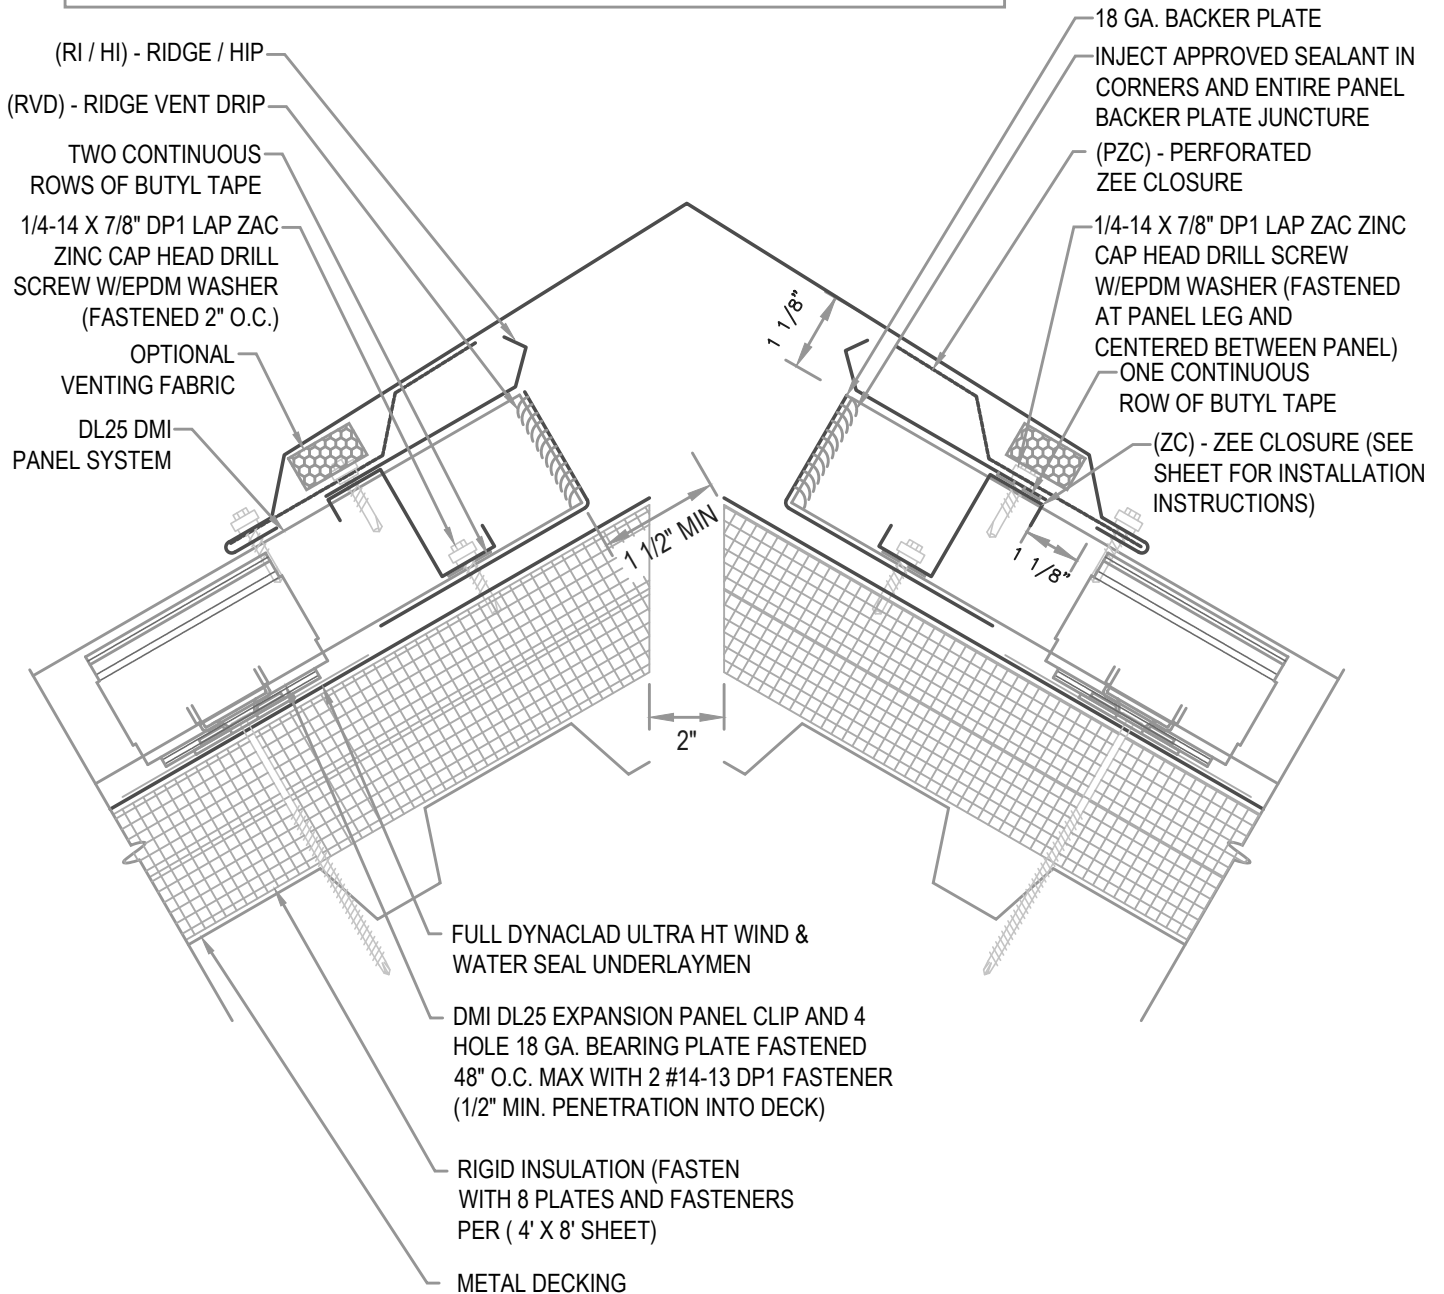 (RI / HI) - RIDGE / HIP
(RVD) - RIDGE VENT DRIP
TWO CONTINUOUS
ROWS OF BUTYL TAPE
1/4-14 X 7/8" DP1 LAP ZAC
ZINC CAP HEAD DRILL
SCREW W/EPDM WASHER
(FASTENED 2" O.C.)
OPTIONAL
VENTING FABRIC
DL25 DMI
PANEL SYSTEM
18 GA. BACKER PLATE
INJECT APPROVED SEALANT IN
CORNERS AND ENTIRE PANEL
BACKER PLATE JUNCTURE
(PZC) - PERFORATED
ZEE CLOSURE
1/4-14 X 7/8" DP1 LAP ZAC ZINC
CAP HEAD DRILL SCREW
W/EPDM WASHER (FASTENED
AT PANEL LEG AND
CENTERED BETWEEN PANEL)
ONE CONTINUOUS
ROW OF BUTYL TAPE
(ZC) - ZEE CLOSURE (SEE
SHEET FOR INSTALLATION
INSTRUCTIONS)
1 1/8"
1 1/2" MIN
1 1/8"
2"
FULL DYNACLAD ULTRA HT WIND &
WATER SEAL UNDERLAYMEN
DMI DL25 EXPANSION PANEL CLIP AND 4
HOLE 18 GA. BEARING PLATE FASTENED
48" O.C. MAX WITH 2 #14-13 DP1 FASTENER
(1/2" MIN. PENETRATION INTO DECK)
RIGID INSULATION (FASTEN
WITH 8 PLATES AND FASTENERS
PER ( 4' X 8' SHEET)
METAL DECKING